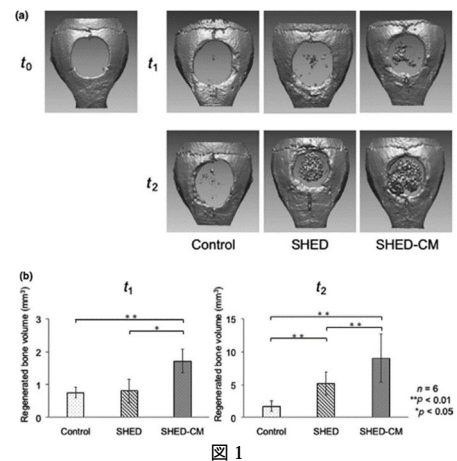 (a)
t0
t1
t2
Control
SHED
SHED-CM
(b)
t1
Regenerated bone volume (mm³)
3
2
1
0
**
*
Control
SHED
SHED-CM
t2
Regenerated bone volume (mm³)
15
10
5
0
**
**
**
Control
SHED
SHED-CM
n = 6
**p < 0.01
*p < 0.05
図 1